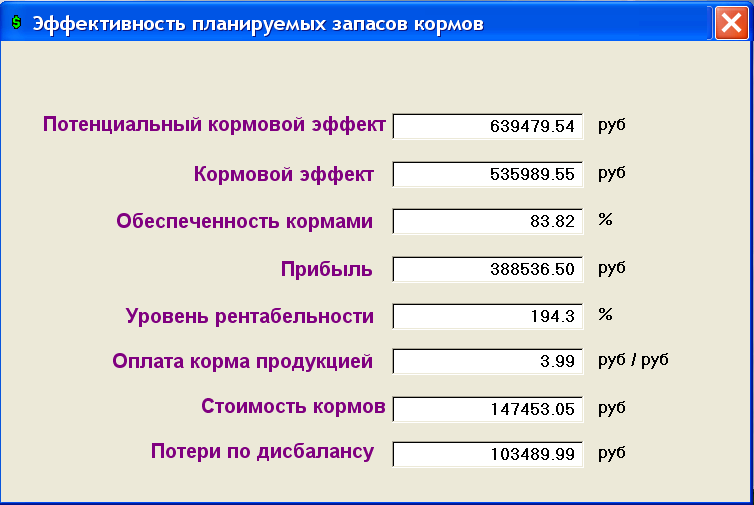 Эффективность планируемых запасов кормов
Потенциальный кормовой эффект 639479.54 руб
Кормовой эффект 535989.55 руб
Обеспеченность кормами 83.82 %
Прибыль 388536.50 руб
Уровень рентабельности 194.3 %
Оплата корма продукцией 3.99 руб / руб
Стоимость кормов 147453.05 руб
Потери по дисбалансу 103489.99 руб